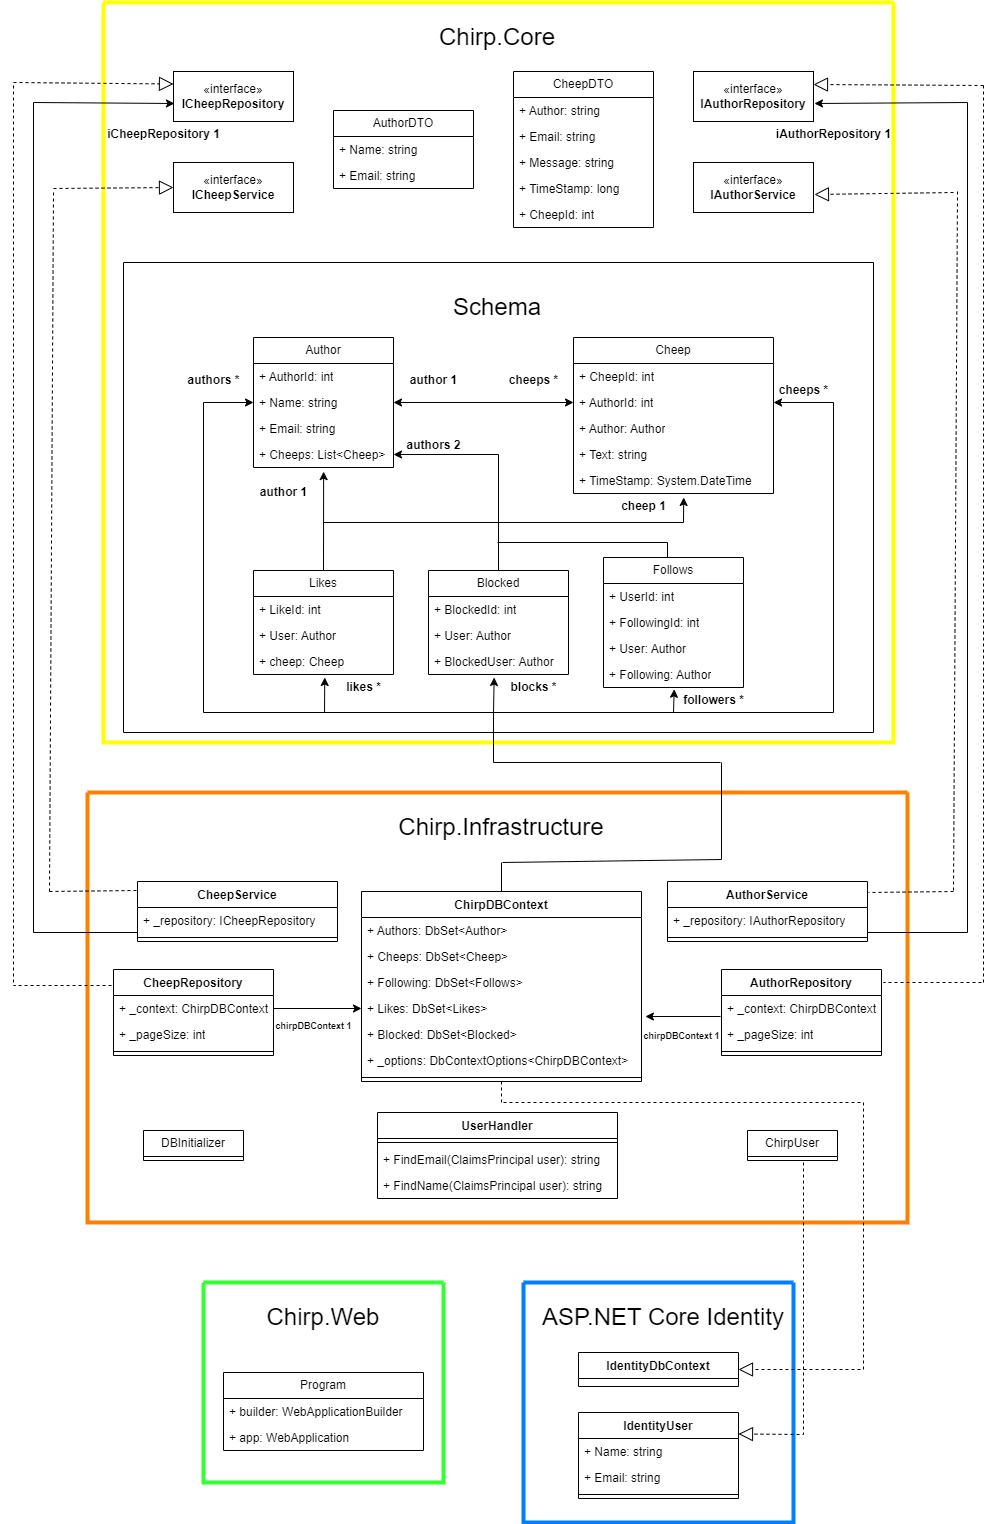 Chirp.Core
«interface»
ICheepRepository
iCheepRepository 1
«interface»
ICheepService
AuthorDTO
+ Name: string
+ Email: string
CheepDTO
+ Author: string
+ Email: string
+ Message: string
+ TimeStamp: long
+ CheepId: int
«interface»
IAuthorRepository
iAuthorRepository 1
«interface»
IAuthorService
Schema
Author
+ AuthorId: int
+ Name: string
+ Email: string
+ Cheeps: List<Cheep>
authors *
author 1
cheeps *
Cheep
+ CheepId: int
+ AuthorId: int
+ Author: Author
+ Text: string
+ TimeStamp: System.DateTime
cheeps *
authors 2
author 1
cheep 1
Likes
+ LikeId: int
+ User: Author
+ cheep: Cheep
likes *
Blocked
+ BlockedId: int
+ User: Author
+ BlockedUser: Author
blocks *
Follows
+ UserId: int
+ FollowingId: int
+ User: Author
+ Following: Author
followers *
Chirp.Infrastructure
CheepService
+ _repository: ICheepRepository
CheepRepository
+ _context: ChirpDBContext
+ _pageSize: int
chirpDBContext 1
ChirpDBContext
+ Authors: DbSet<Author>
+ Cheeps: DbSet<Cheep>
+ Following: DbSet<Follows>
+ Likes: DbSet<Likes>
+ Blocked: DbSet<Blocked>
+ _options: DbContextOptions<ChirpDBContext>
AuthorService
+ _repository: IAuthorRepository
AuthorRepository
+ _context: ChirpDBContext
+ _pageSize: int
chirpDBContext 1
DBInitializer
UserHandler
+ FindEmail(ClaimsPrincipal user): string
+ FindName(ClaimsPrincipal user): string
ChirpUser
Chirp.Web
Program
+ builder: WebApplicationBuilder
+ app: WebApplication
ASP.NET Core Identity
IdentityDbContext
IdentityUser
+ Name: string
+ Email: string